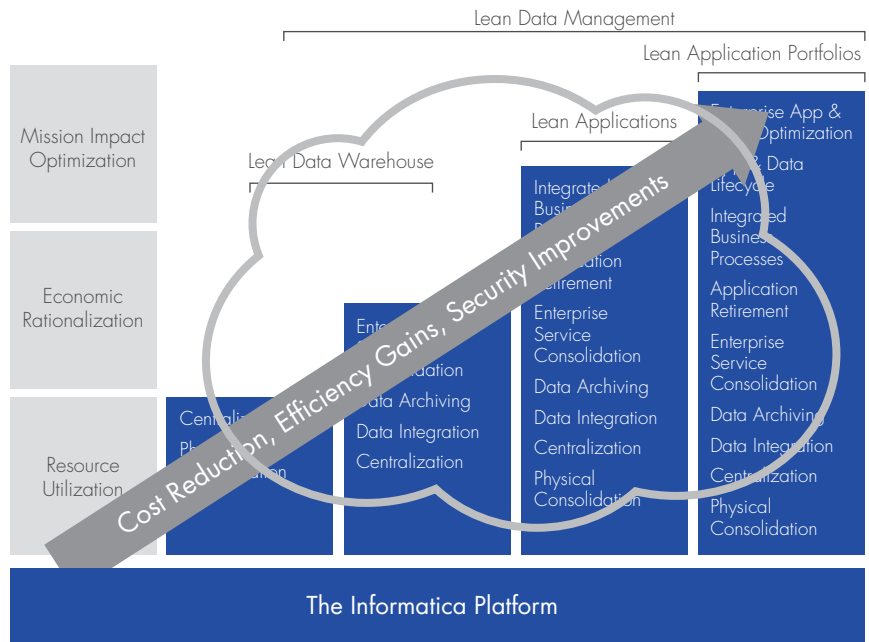 Lean Data Management
Lean Application Portfolios
Lean Applications
Lean Data Warehouse
Mission Impact
Optimization
Economic
Rationalization
Resource
Utilization
Cost Reduction, Efficiency Gains, Security Improvements
Centraliz
Data Archiving
Data Integration
Centralization
Integrated
Retirement
Enterprise
Service
Consolidation
Data Archiving
Data Integration
Centralization
Physical
Consolidation
Enterprise App &
Optimization
& Data
Lifecycle
Integrated
Business
Processes
Application
Retirement
Enterprise
Service
Consolidation
Data Archiving
Data Integration
Centralization
Physical
Consolidation
The Informatica Platform